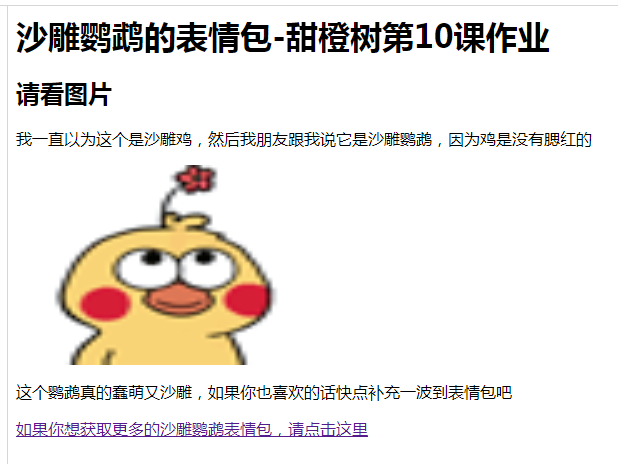 沙雕鹦鹉的表情包-甜橙树第10课作业
请看图片
我一直以为这个是沙雕鸡，然后我朋友跟我说它是沙雕鹦鹉，因为鸡是没有腮红的
这个鹦鹉真的蠢萌又沙雕，如果你也喜欢的话快点补充一波到表情包吧
如果你想获取更多的沙雕鹦鹉表情包，请点击这里